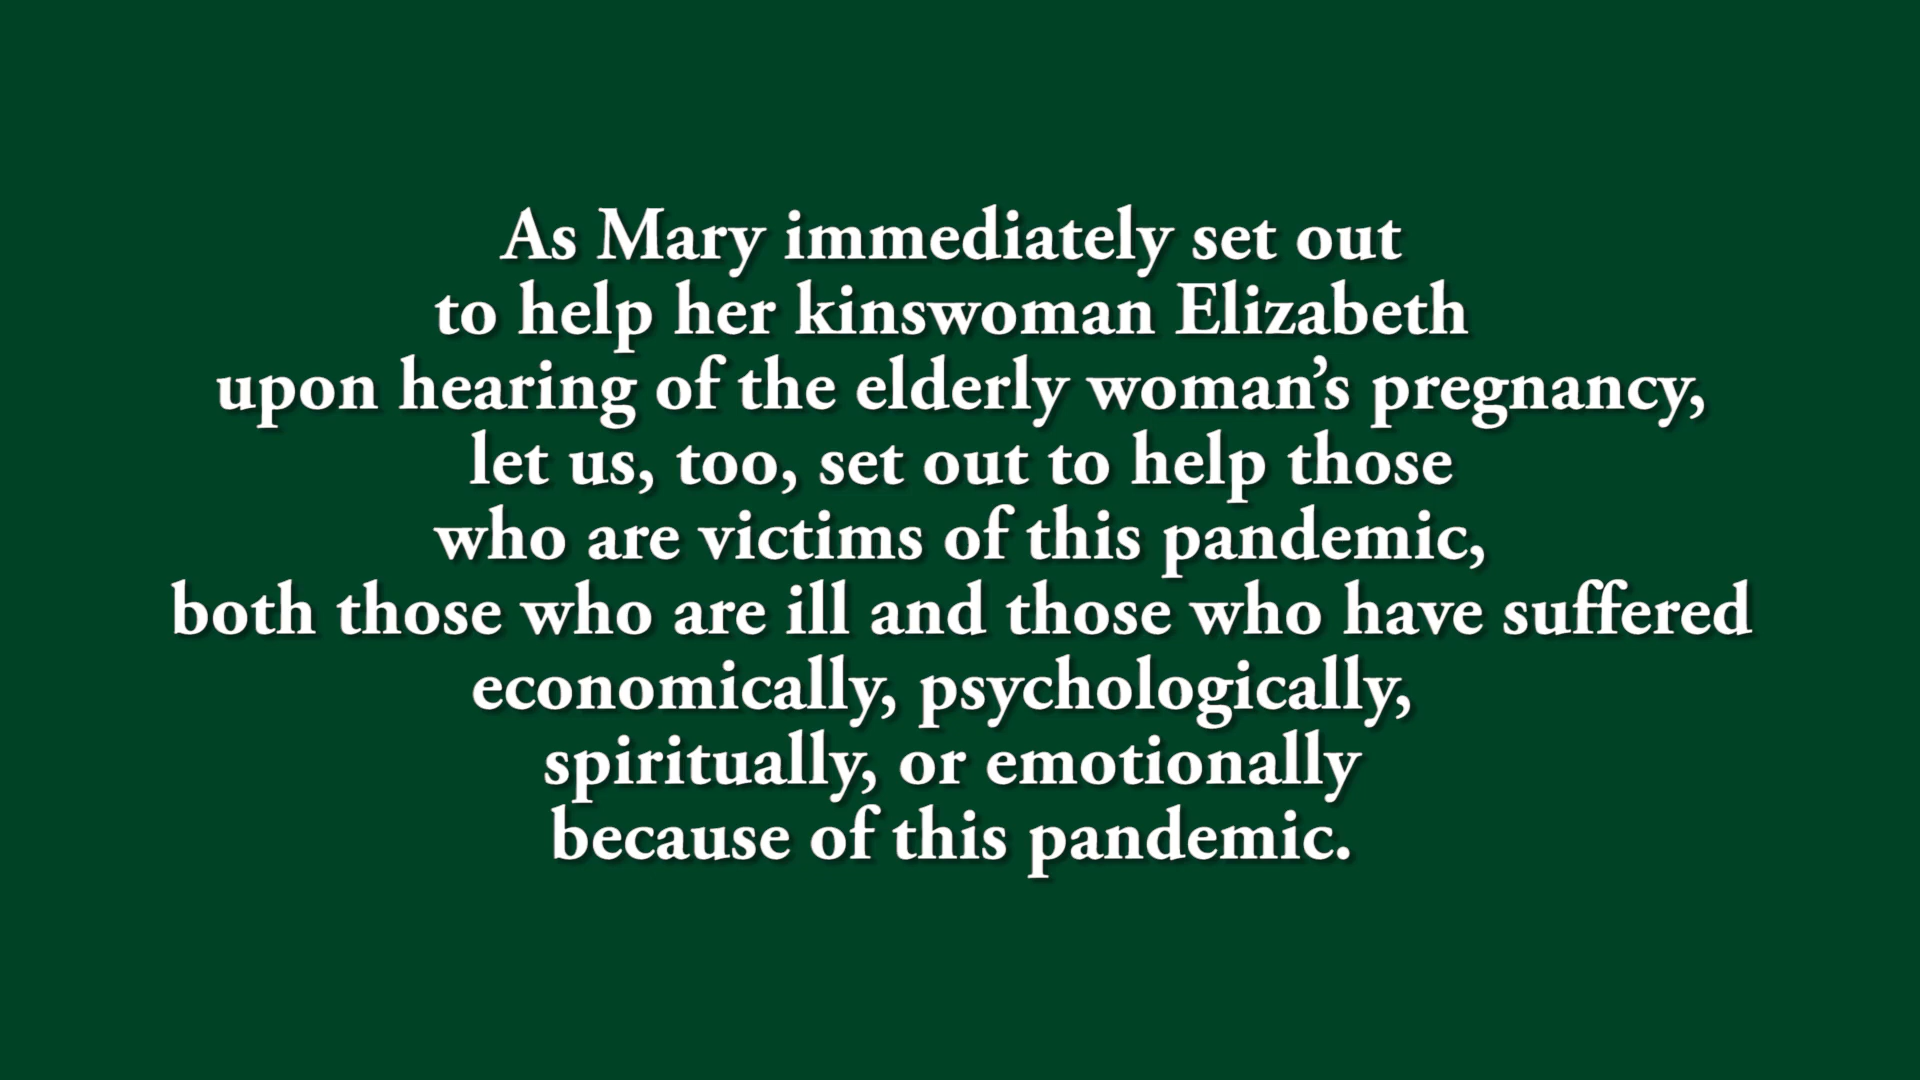 As Mary immediately set out
to help her kinswoman Elizabeth
upon hearing of the elderly woman’s pregnancy,
let us, too, set out to help those
who are victims of this pandemic,
both those who are ill and those who have suffered
economically, psychologically,
spiritually, or emotionally
because of this pandemic.